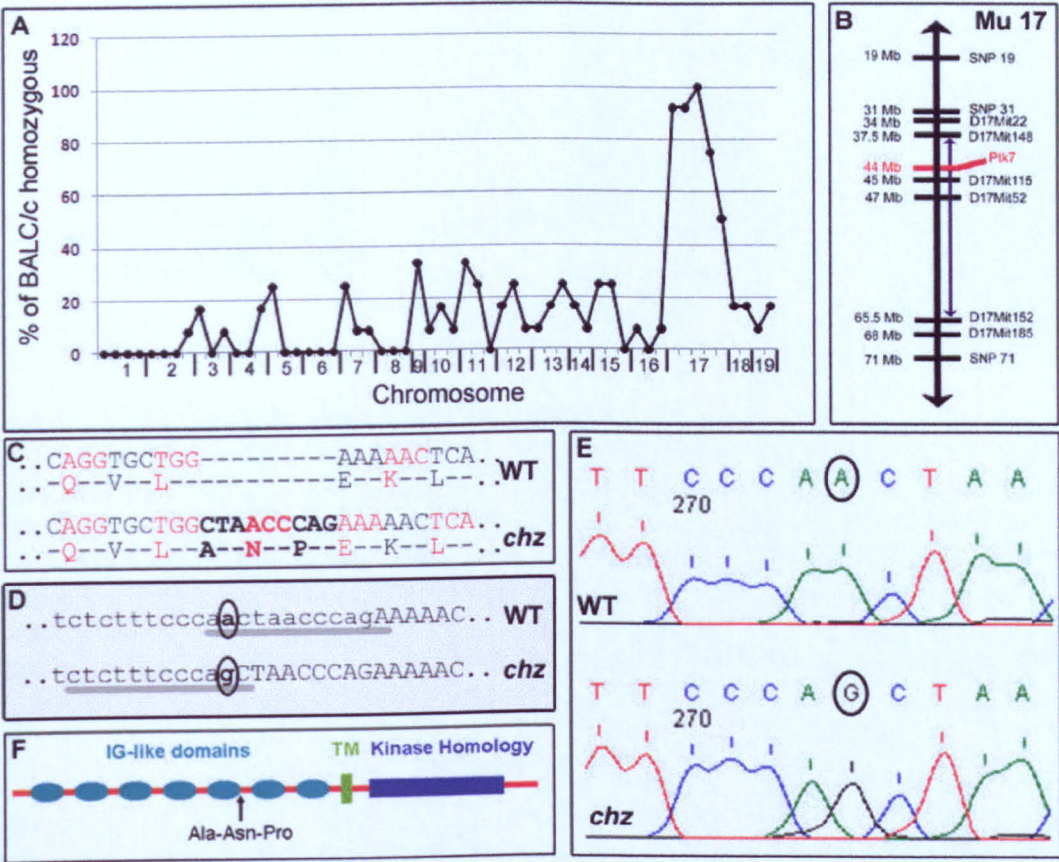 A
% of BALC/c homozygous
120
100
80
60
40
20
0
1 2 3 4 5 6 7 8 9 10 11 12 13 14 15 16 17 18 19
Chromosome
B Mu 17
19 Mb SNP 19
31 Mb SNP 31
34 Mb D17Mit22
37.5 Mb D17Mit148
44 Mb Ptk7
45 Mb D17Mit115
47 Mb D17Mit52
65.5 Mb D17Mit152
68 Mb D17Mit185
71 Mb SNP 71
C
..CAGGTGCTGG------------AAAAACTCA.. WT
..-Q--V--L--------------E--K--L-..
..CAGGTGCTGGCTAACCCAGAAAAACTCA.. chz
..-Q--V--L--A--N--P--E--K--L-..
D
..tctctttcccaactaacccagAAAAAC.. WT
..tctctttcccagCTAACCCAGAAAAAC.. chz
E
T T C C C A A C T A A
270
WT
T T C C C A G C T A A
270
chz
F
IG-like domains TM Kinase Homology
Ala-Asn-Pro